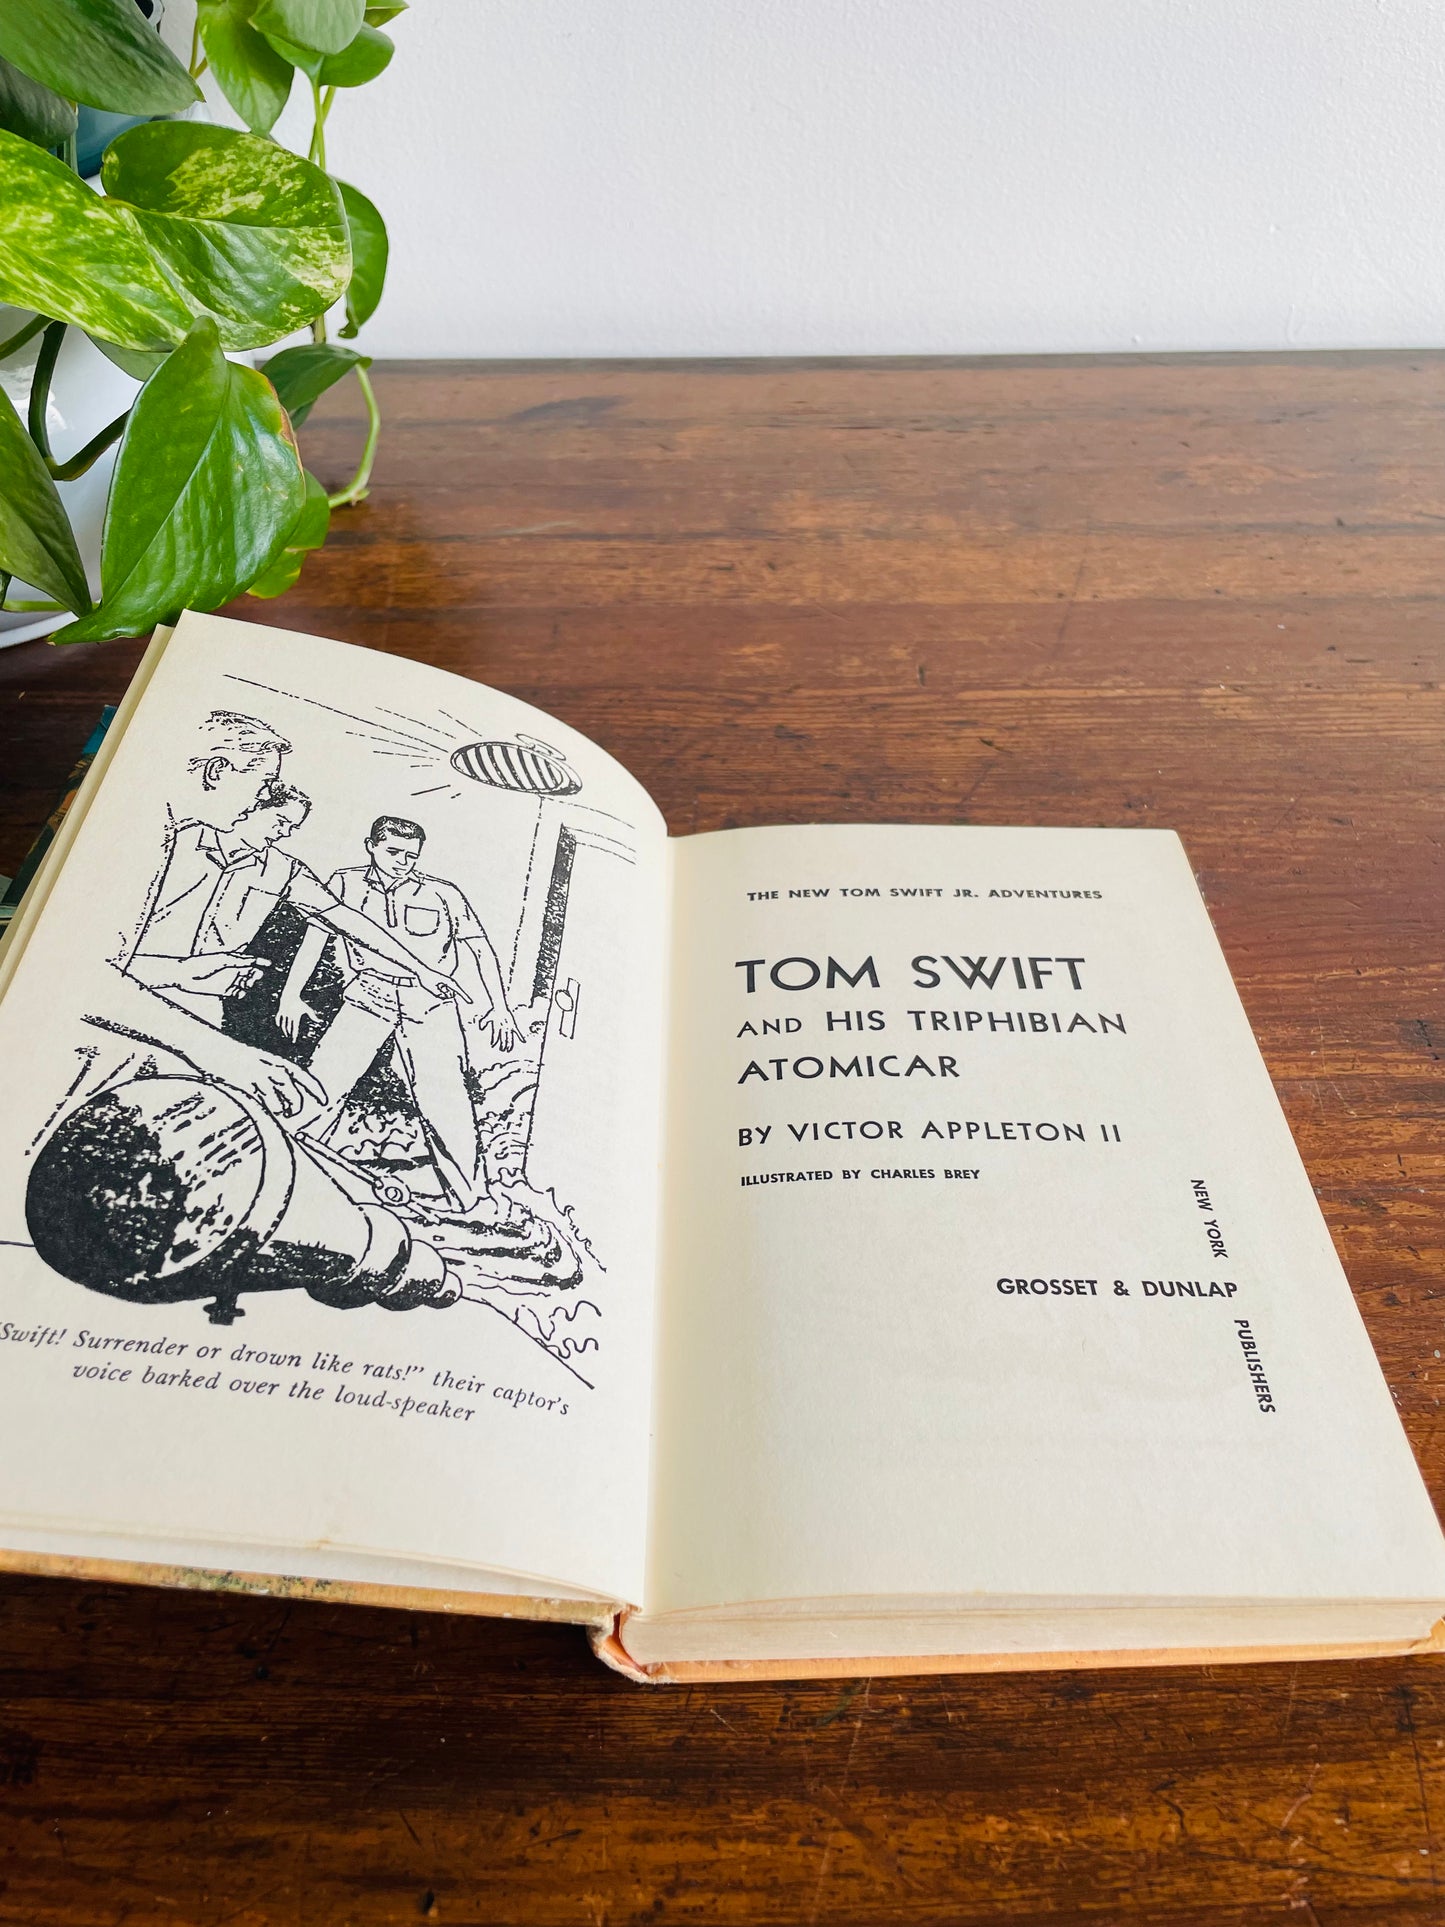 Swift! Surrender or drown like rats!” their captor's
voice barked over the loud-speaker
THE NEW TOM SWIFT JR. ADVENTURES
TOM SWIFT
AND HIS TRIPHIBIAN
ATOMICAR
BY VICTOR APPLETON II
ILLUSTRATED BY CHARLES BREY
NEW YORK
GROSSET & DUNLAP
PUBLISHERS